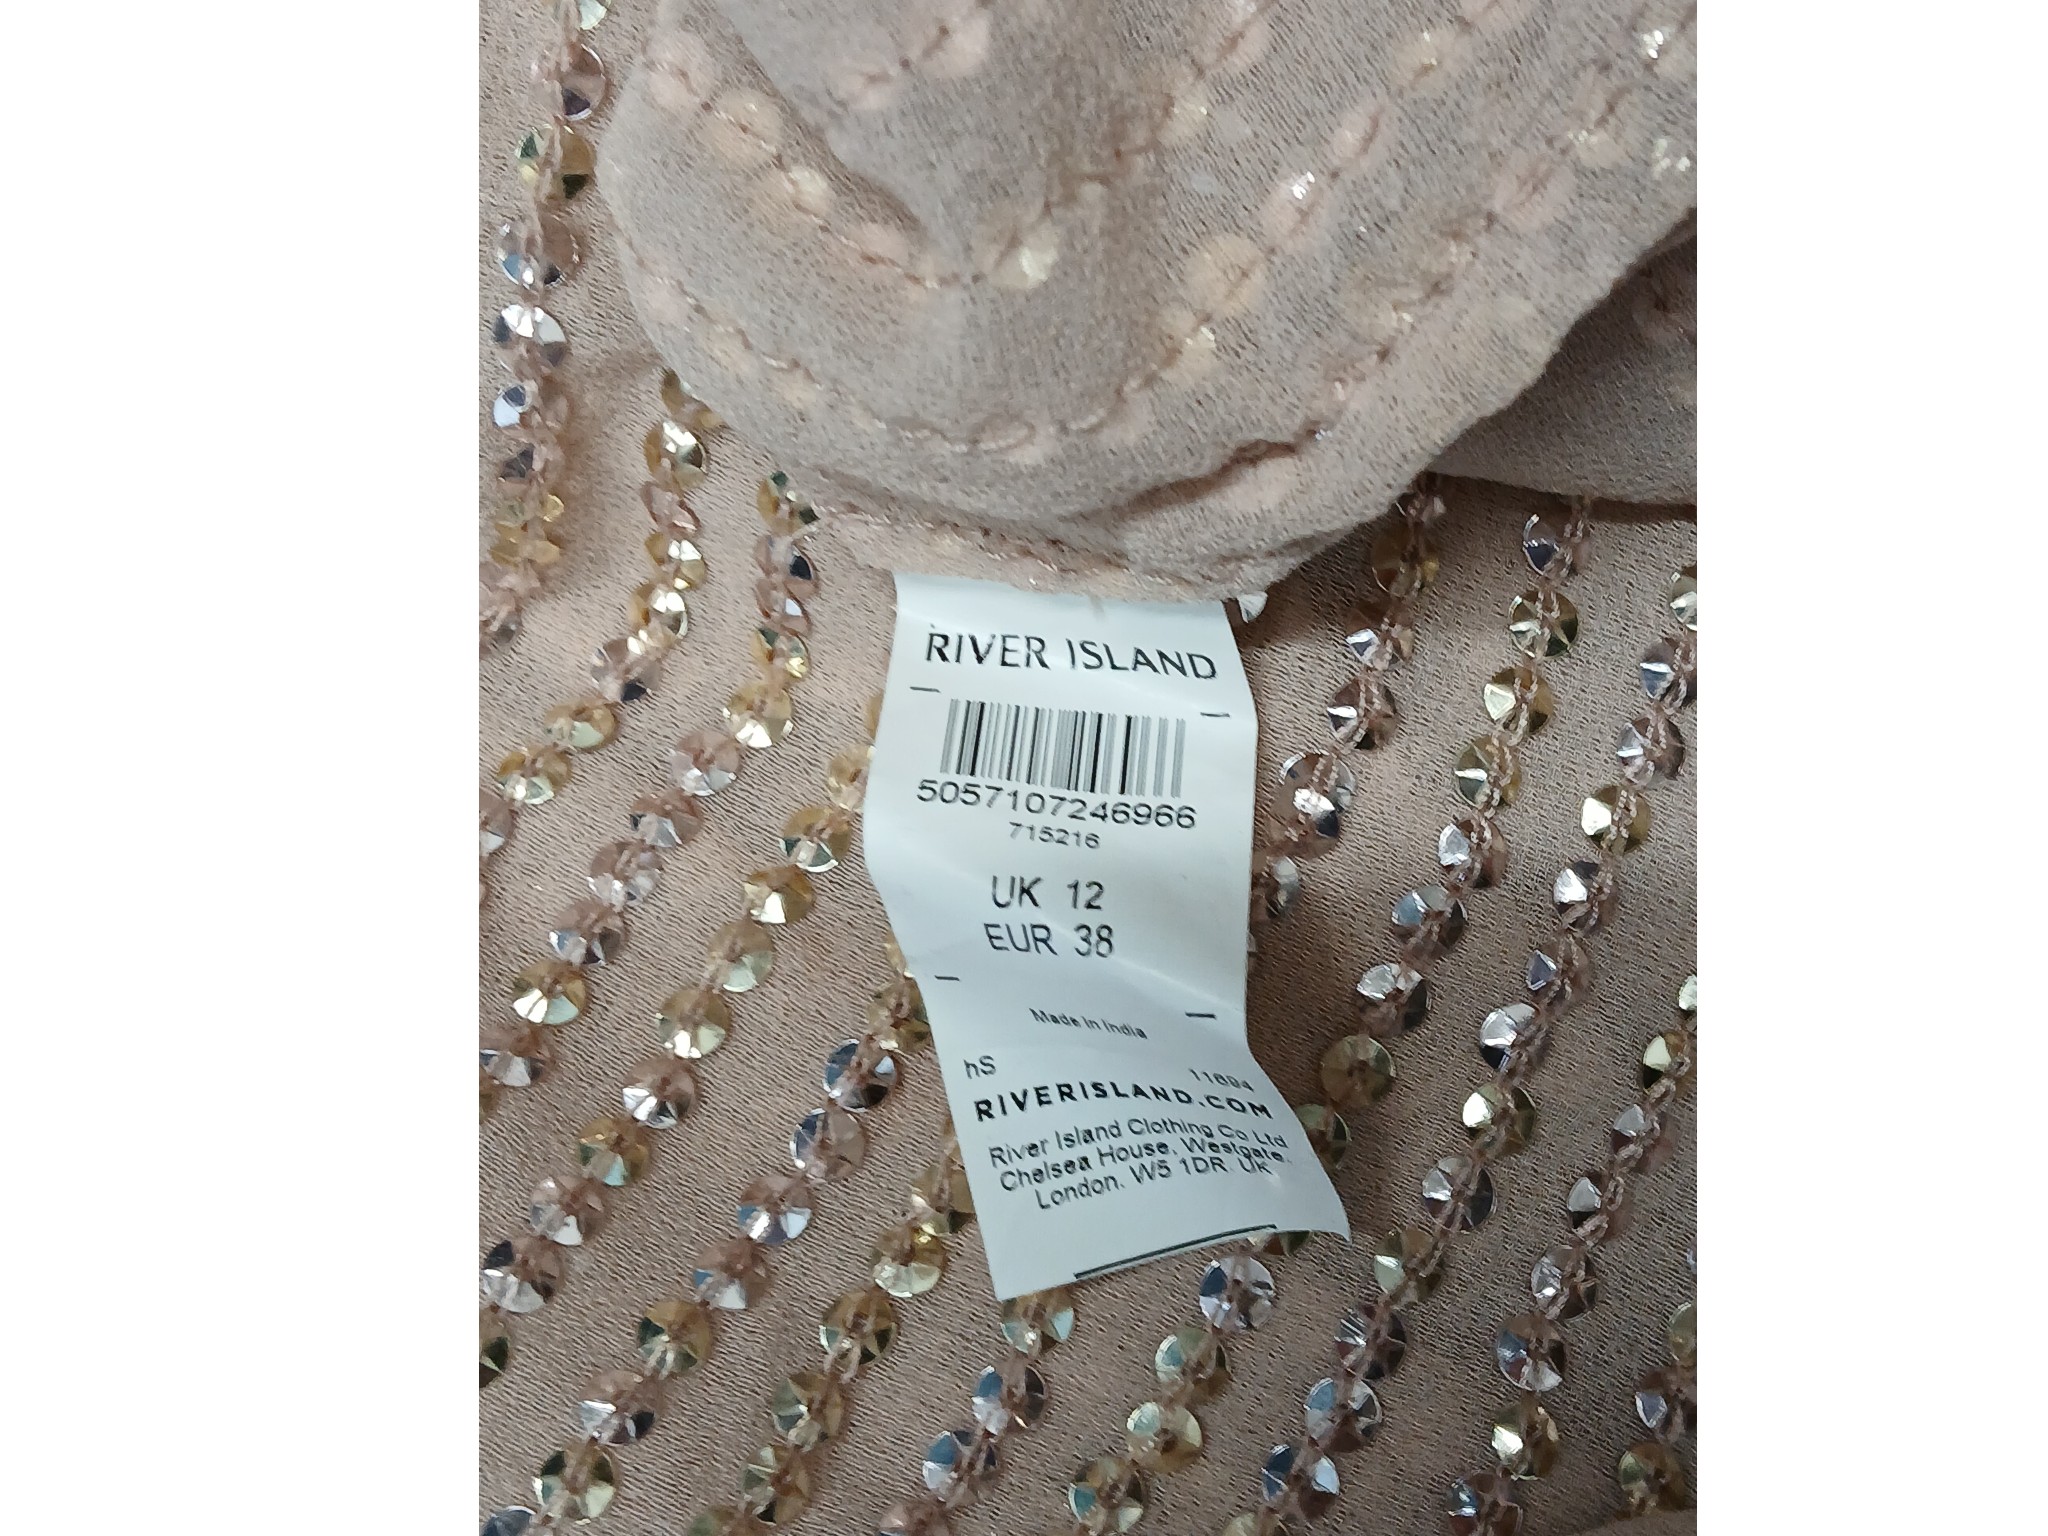 RIVER ISLAND
5057107246966
715216
UK 12
EUR 38
Made in India
hS 11694
RIVERISLAND.COM
River Island Clothing Co Ltd
Chelsea House, Westgate,
London. W5 1DR. UK